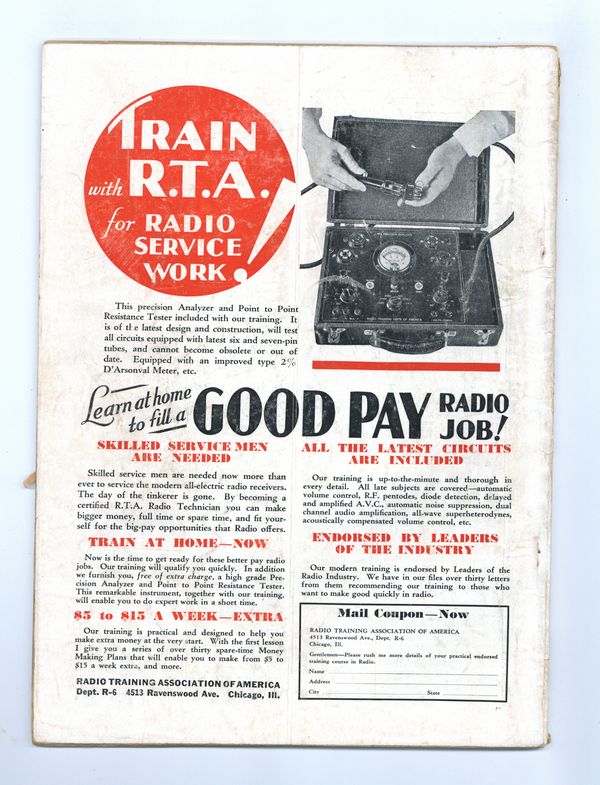 TRAIN
with R.T.A.
for RADIO
SERVICE
WORK!
This precision Analyzer and Point to Point
Resistance Tester included with our training. It
is of the latest design and construction, will test
all circuits equipped with latest six and seven-pin
tubes, and cannot become obsolete or out of
date. Equipped with an improved type 2%
D'Arsonval Meter, etc.
Learn at home
to fill a
GOOD PAY RADIO
JOB!
SKILLED SERVICE MEN
ARE NEEDED
Skilled service men are needed now more than
ever to service the modern all-electric radio receivers.
The day of the tinkerer is gone. By becoming a
certified R.T.A. Radio Technician you can make
bigger money, full time or spare time, and fit your-
self for the big-pay opportunities that Radio offers.
TRAIN AT HOME—NOW
Now is the time to get ready for these better pay radio
jobs. Our training will qualify you quickly. In addition
we furnish you, free of extra charge, a high grade Pre-
cision Analyzer and Point to Point Resistance Tester.
This remarkable instrument, together with our training,
will enable you to do expert work in a short time.
$5 to $15 A WEEK—EXTRA
Our training is practical and designed to help you
make extra money at the very start. With the first lesson
I give you a series of over thirty spare-time Money
Making Plans that will enable you to make from $5 to
$15 a week extra, and more.
RADIO TRAINING ASSOCIATION OF AMERICA
Dept. R-6 4513 Ravenswood Ave. Chicago, Ill.
ALL THE LATEST CIRCUITS
ARE INCLUDED
Our training is up-to-the-minute and thorough in
every detail. All late subjects are covered—automatic
volume control, R.F. pentodes, diode detection, delayed
and amplified A.V.C., automatic noise suppression, dual
channel audio amplification, all-wave superheterodynes,
acoustically compensated volume control, etc.
ENDORSED BY LEADERS
OF THE INDUSTRY
Our modern training is endorsed by Leaders of the
Radio Industry. We have in our files over thirty letters
from them recommending our training to those who
want to make good quickly in radio.
Mail Coupon—Now
RADIO TRAINING ASSOCIATION OF AMERICA
4513 Ravenswood Ave., Dept. R-6
Chicago, Ill.
Gentlemen—Please rush me more details of your practical endorsed
training course in Radio.
Name
Address
City State